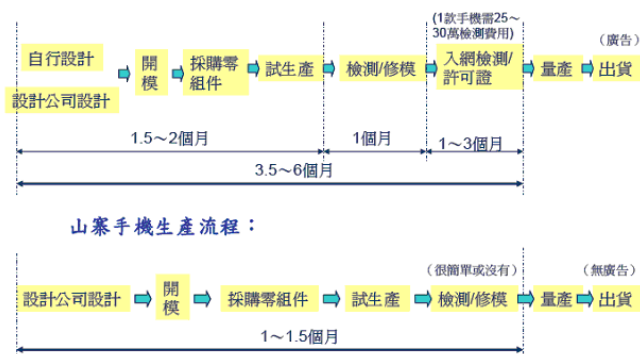 (1款手機需25～
30萬檢測費用)
(廣告)
自行設計
設計公司設計
開
模
採購零
組件
試生產
檢測/修模
入網檢測/
許可證
量產
出貨
1.5～2個月
1個月
1～3個月
3.5～6個月
山寨手機生產流程：
(很簡單或沒有)
(無廣告)
設計公司設計
開
模
採購零組件
試生產
檢測/修模
量產
出貨
1～1.5個月